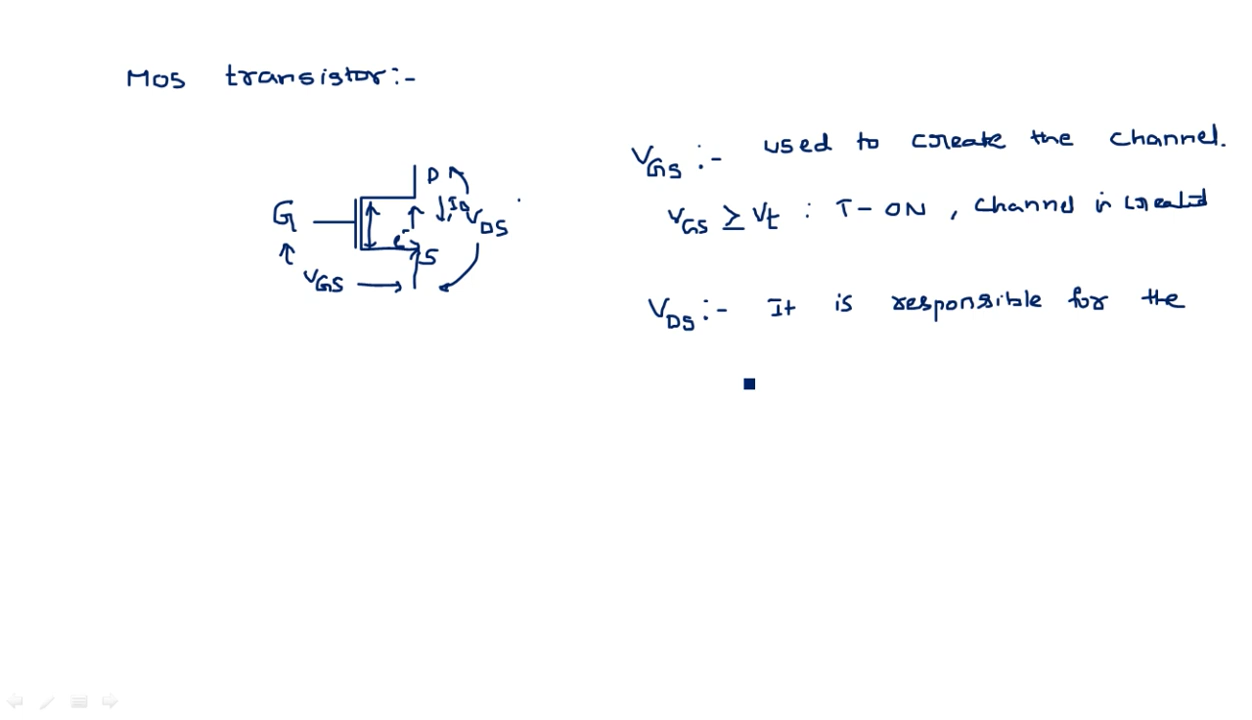 Mos transistor:-
VGS :- used to create the channel.
VGS ≥ Vt : T-ON , channel is created
VDS :- It is responsible for the
D
ID
G
VDS
e-
S
VGS